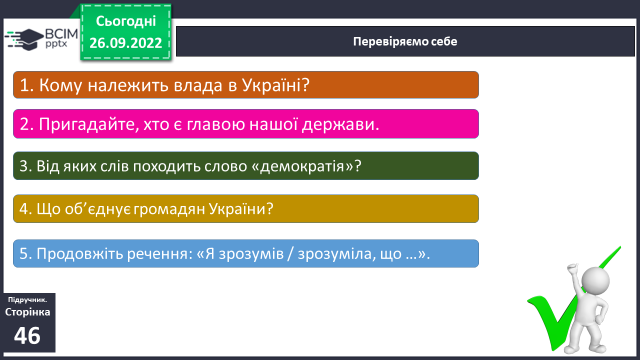 BCIM
pptx
Сьогодні
26.09.2022
Перевіряємо себе
1. Кому належить влада в Україні?
2. Пригадайте, хто є главою нашої держави.
3. Від яких слів походить слово «демократія»?
4. Що об’єднує громадян України?
5. Продовжіть речення: «Я зрозумів / зрозуміла, що …».
Підручник.
Сторінка
46